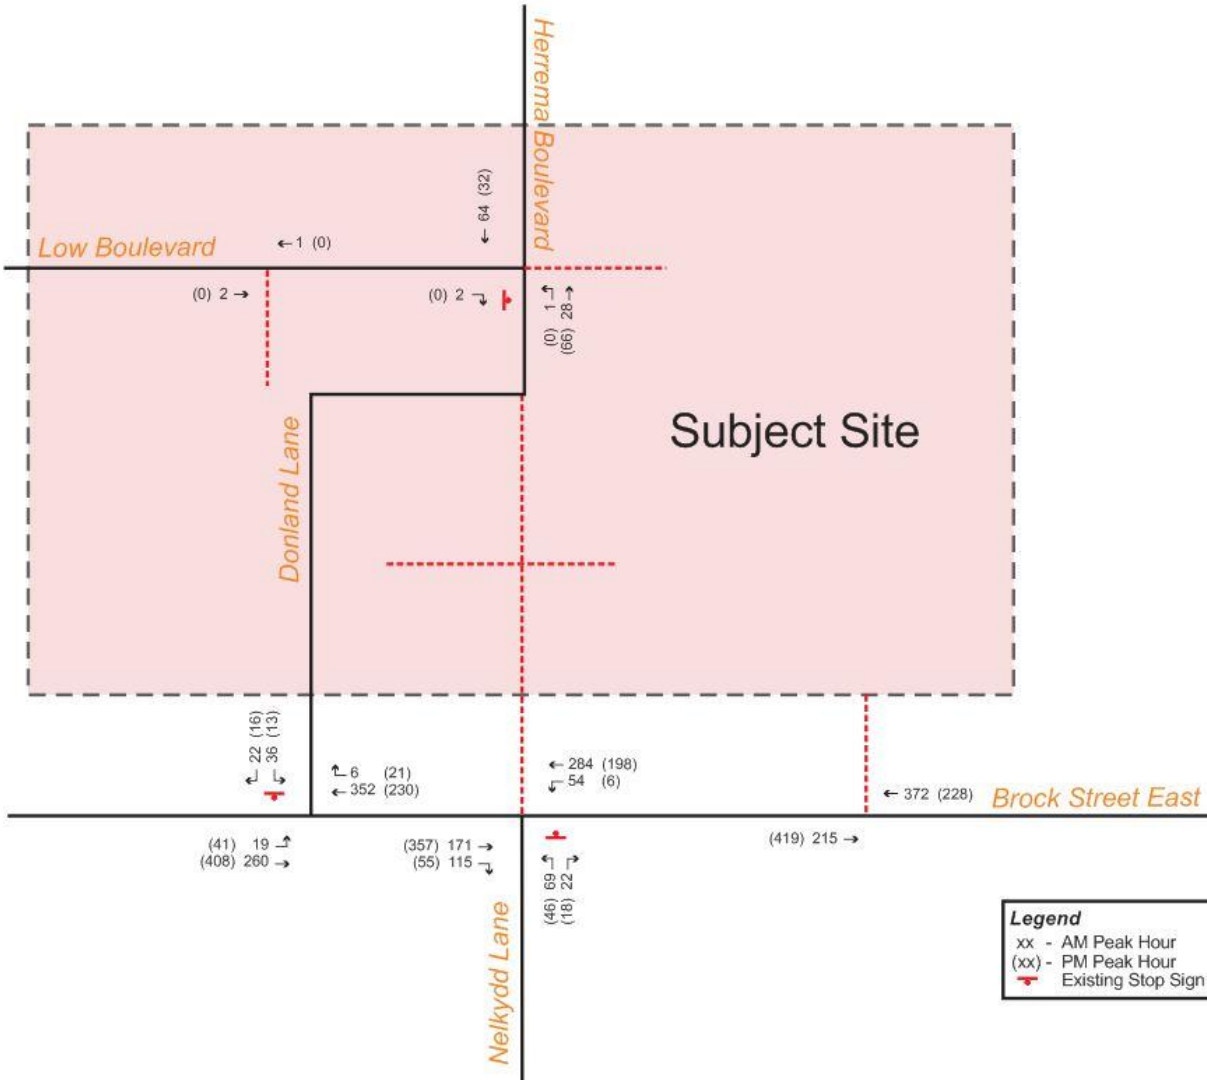 Herrema Boulevard
64 (32)
Low Boulevard
1 (0)
(0) 2
(0) 2
(0) 1
(66) 28
Subject Site
Donland Lane
22 (16)
36 (13)
6 (21)
352 (230)
284 (198)
54 (6)
372 (228)
Brock Street East
(41) 19
(408) 260
(357) 171
(55) 115
(46) 69
(18) 22
(419) 215
Nelkydd Lane
Legend
xx - AM Peak Hour
(xx) - PM Peak Hour
Existing Stop Sign